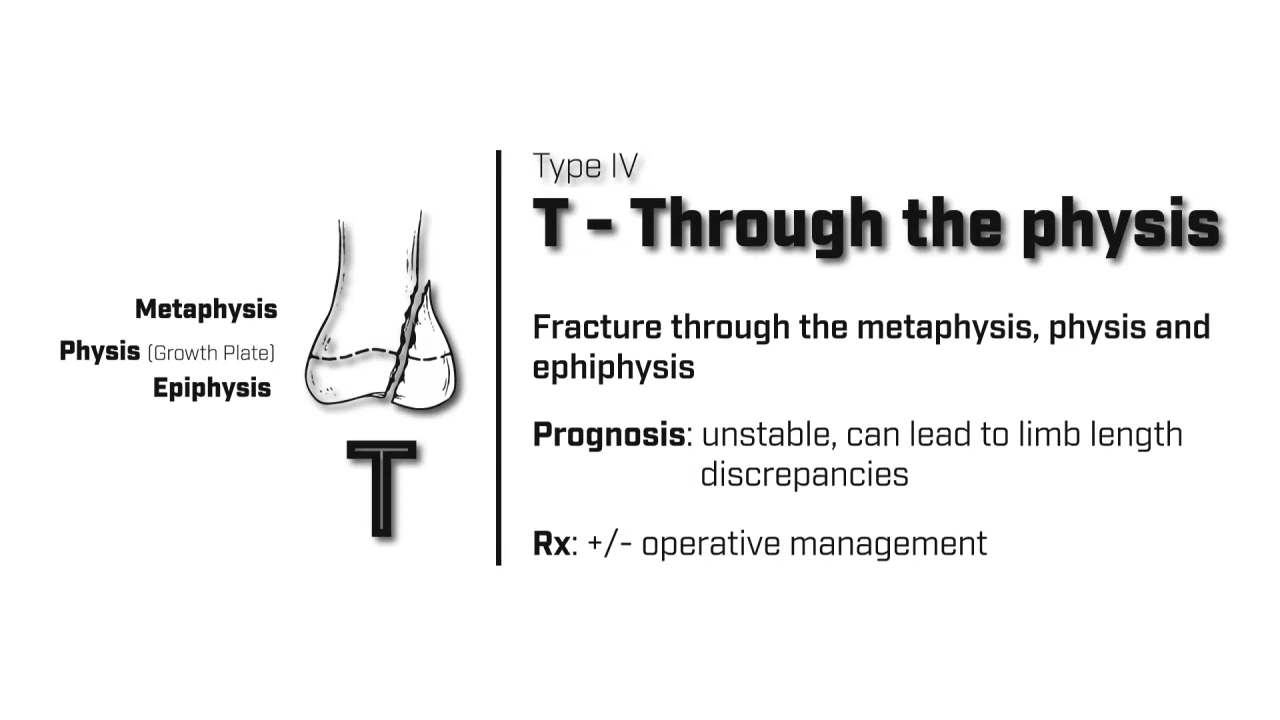 Type IV
T - Through the physis
Metaphysis
Physis (Growth Plate)
Epiphysis
T
Fracture through the metaphysis, physis and
ephiphysis
Prognosis: unstable, can lead to limb length
discrepancies
Rx: +/- operative management